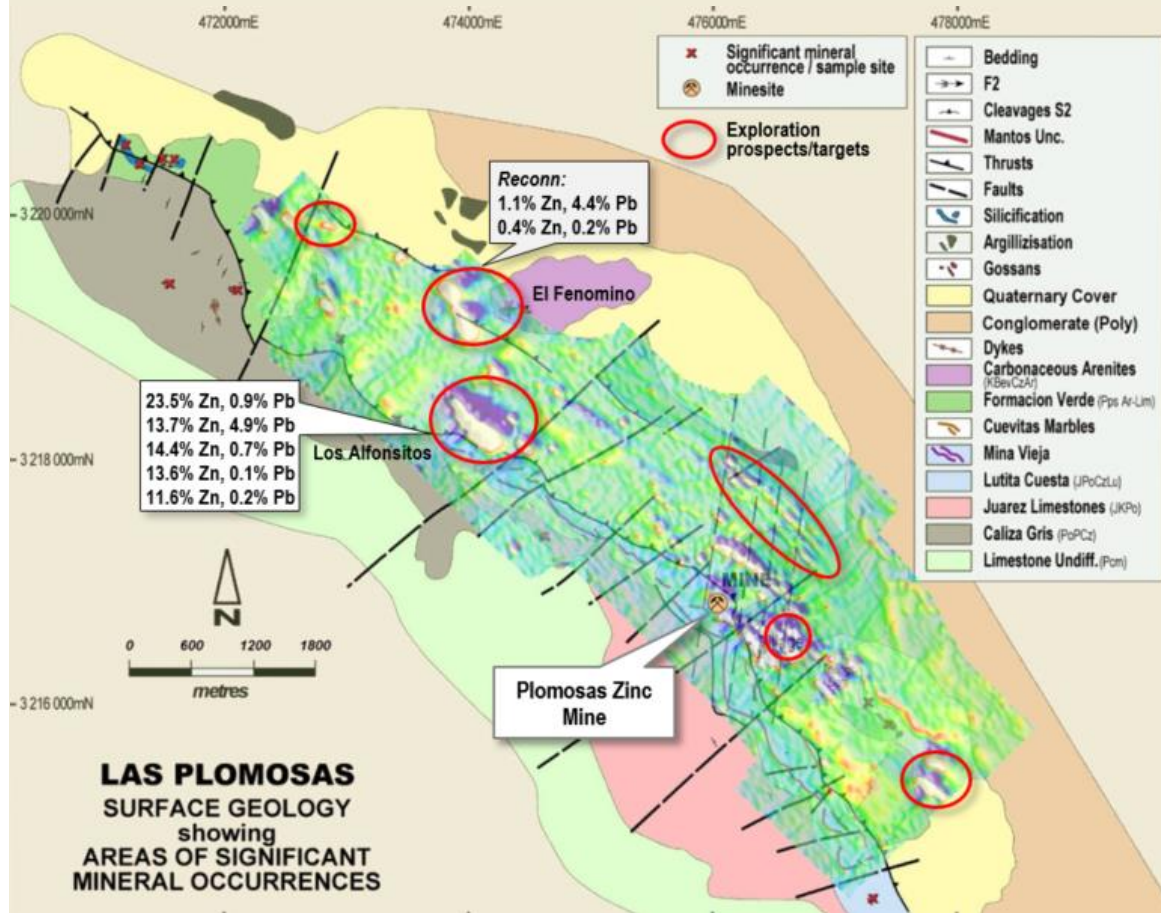 472000mE
474000mE
476000mE
478000mE
Significant mineral
occurrence / sample site
Minesite
Exploration
prospects/targets
Bedding
F2
Cleavages S2
Mantos Unc.
Thrusts
Faults
Silicification
Argillizisation
Gossans
Quaternary Cover
Conglomerate (Poly)
Dykes
Carbonaceous Arenites
(KBevCzAr)
Formacion Verde (Pps Ar-Lim)
Cuevitas Marbles
Mina Vieja
Lutita Cuesta (JPoCzLu)
Juarez Limestones (JKPo)
Caliza Gris (PoPCz)
Limestone Undiff. (Pom)
3 220 000mN
Reconn:
1.1% Zn, 4.4% Pb
0.4% Zn, 0.2% Pb
El Fenomino
23.5% Zn, 0.9% Pb
13.7% Zn, 4.9% Pb
14.4% Zn, 0.7% Pb
13.6% Zn, 0.1% Pb
11.6% Zn, 0.2% Pb
Los Alfonsitos
3 218 000mN
MINE
N
0 600 1200 1800
metres
Plomosas Zinc
Mine
3 216 000mN
LAS PLOMOSAS
SURFACE GEOLOGY
showing
AREAS OF SIGNIFICANT
MINERAL OCCURRENCES